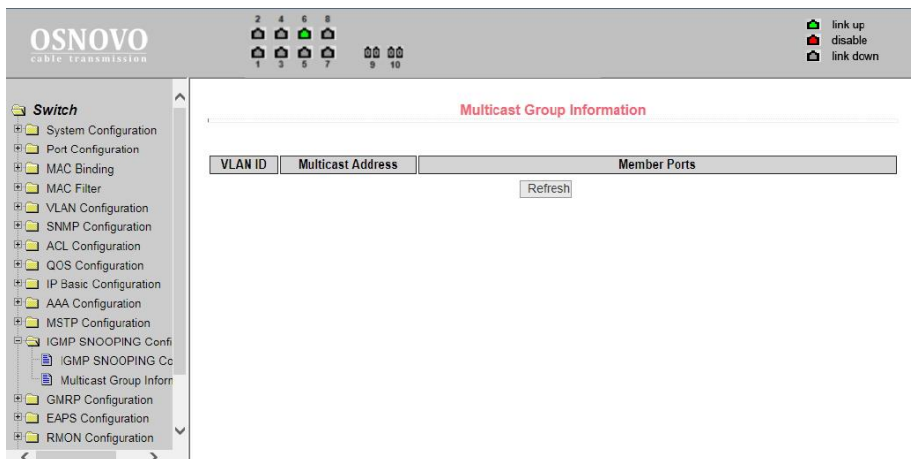 OSNOVO
cable transmission
2 4 6 8
1 3 5 7 9 10
link up
disable
link down
Switch
System Configuration
Port Configuration
MAC Binding
MAC Filter
VLAN Configuration
SNMP Configuration
ACL Configuration
QOS Configuration
IP Basic Configuration
AAA Configuration
MSTP Configuration
IGMP SNOOPING Confi
IGMP SNOOPING Co
Multicast Group Inform
GMRP Configuration
EAPS Configuration
RMON Configuration
Multicast Group Information
VLAN ID Multicast Address Member Ports
Refresh